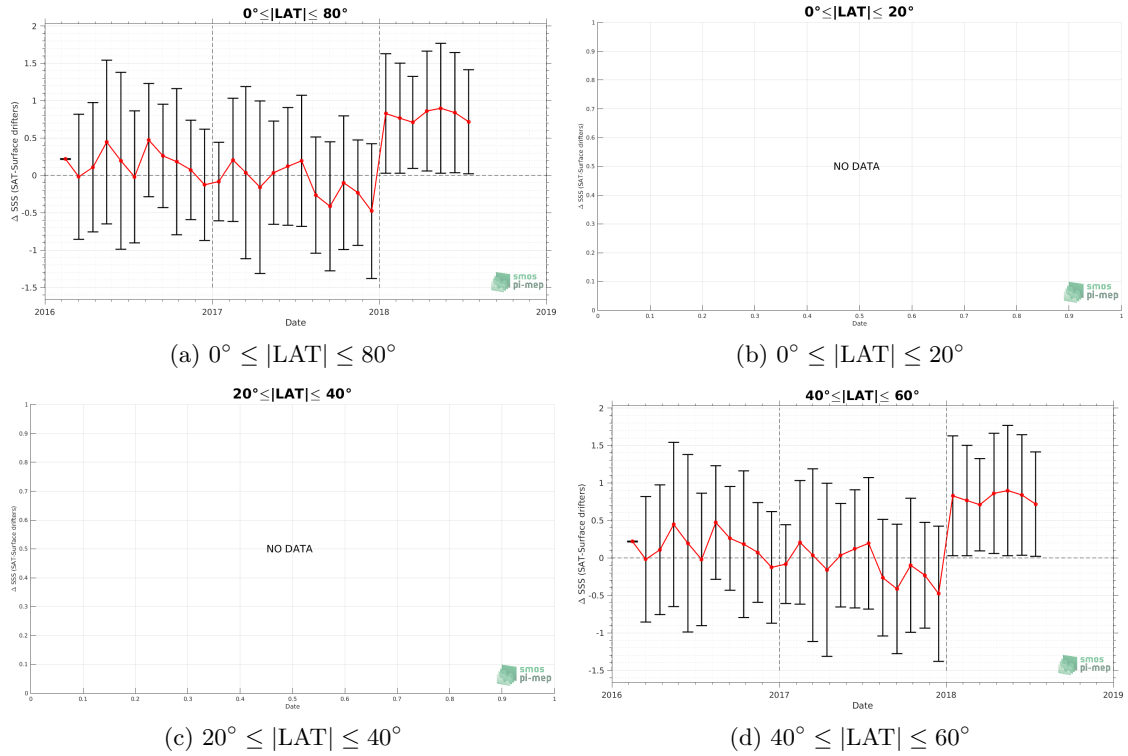 0°≤|LAT|≤ 80°
2
1.5
1
0.5
0
-0.5
-1
-1.5
Δ SSS (SAT-Surface drifters)
2016
2017
2018
2019
Date
smos
pi-mep
(a) 0° ≤ |LAT| ≤ 80°
0°≤|LAT|≤ 20°
1
0.9
0.8
0.7
0.6
0.5
0.4
0.3
0.2
0.1
0
Δ SSS (SAT-Surface drifters)
NO DATA
0
0.1
0.2
0.3
0.4
0.5
0.6
0.7
0.8
0.9
1
Date
smos
pi-mep
(b) 0° ≤ |LAT| ≤ 20°
20°≤|LAT|≤ 40°
1
0.9
0.8
0.7
0.6
0.5
0.4
0.3
0.2
0.1
0
Δ SSS (SAT-Surface drifters)
NO DATA
0
0.1
0.2
0.3
0.4
0.5
0.6
0.7
0.8
0.9
1
Date
smos
pi-mep
(c) 20° ≤ |LAT| ≤ 40°
40°≤|LAT|≤ 60°
2
1.5
1
0.5
0
-0.5
-1
-1.5
Δ SSS (SAT-Surface drifters)
2016
2017
2018
2019
Date
smos
pi-mep
(d) 40° ≤ |LAT| ≤ 60°